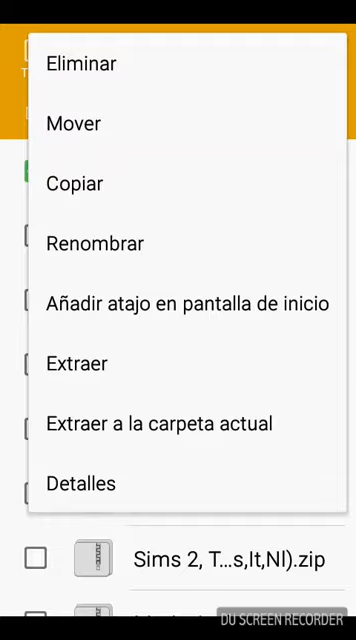 Eliminar
Mover
Copiar
Renombrar
Añadir atajo en pantalla de inicio
Extraer
Extraer a la carpeta actual
Detalles
Sims 2, T...s,It,Nl).zip
DU SCREEN RECORDER